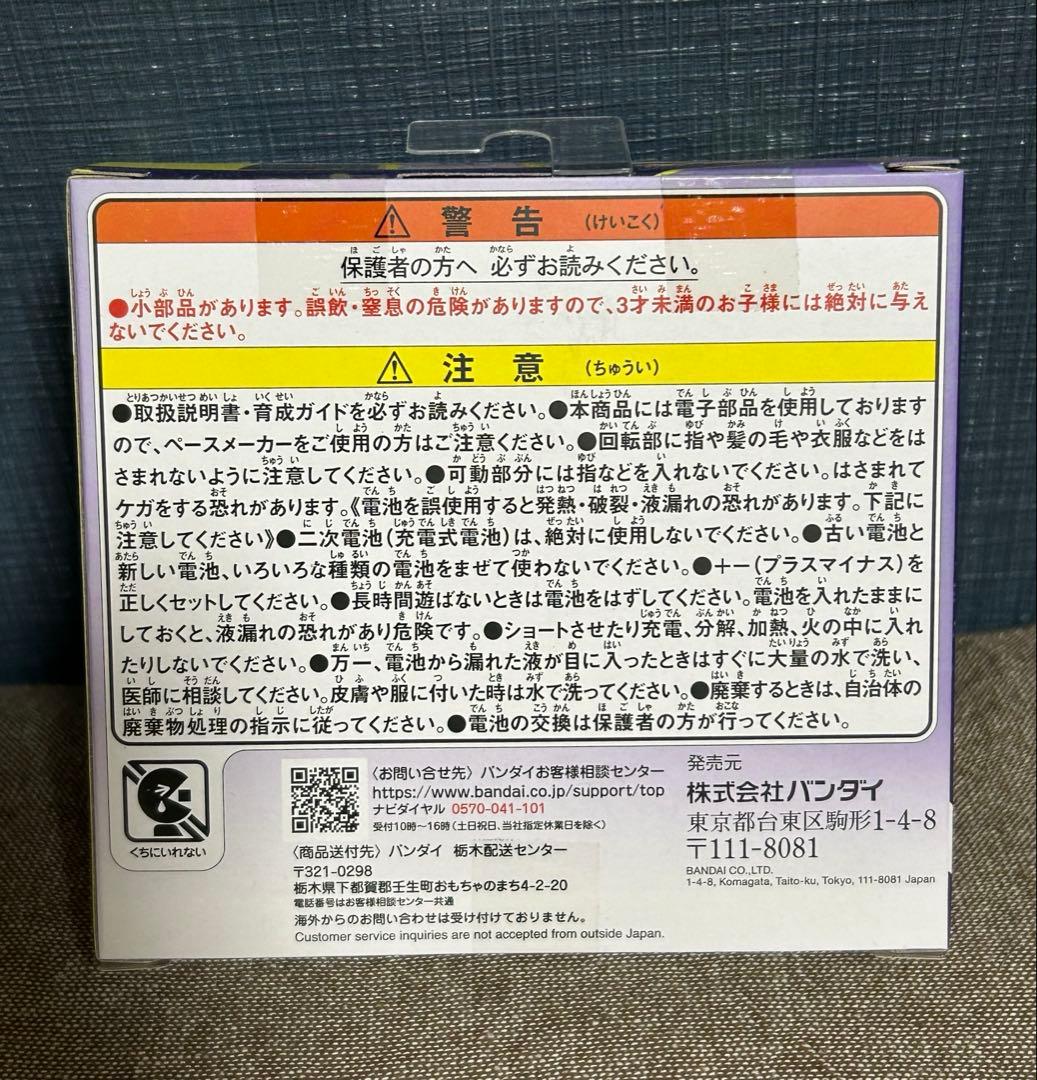 ⚠ 警告 (けいこく)
保護者の方へ 必ずお読みください。
●小部品があります。誤飲・窒息の危険がありますので、3才未満のお子様には絶対に与え
ないでください。
⚠ 注意 (ちゅうい)
●取扱説明書・育成ガイドを必ずお読みください。●本商品には電子部品を使用しております
ので、ペースメーカーをご使用の方はご注意ください。●回転部に指や髪の毛や衣服などをは
さまれないように注意してください。●可動部分には指などを入れないでください。はさまれて
ケガをする恐れがあります。《電池を誤使用すると発熱・破裂・液漏れの恐れがあります。下記に
注意してください》●二次電池(充電式電池)は、絶対に使用しないでください。●古い電池と
新しい電池、いろいろな種類の電池をまぜて使わないでください。●+-(プラスマイナス)を
正しくセットしてください。●長時間遊ばないときは電池をはずしてください。電池を入れたままに
しておくと、液漏れの恐れがあり危険です。●ショートさせたり充電、分解、加熱、火の中に入れ
たりしないでください。●万一、電池から漏れた液が目に入ったときはすぐに大量の水で洗い、
医師に相談してください。皮膚や服に付いた時は水で洗ってください。●廃棄するときは、自治体の
廃棄物処理の指示に従ってください。●電池の交換は保護者の方が行ってください。
くちにいれない
〈お問い合せ先〉バンダイお客様相談センター
https://www.bandai.co.jp/support/top
ナビダイヤル 0570-041-101
受付10時〜16時(土日祝日、当社指定休業日を除く)
〈商品送付先〉バンダイ 栃木配送センター
〒321-0298
栃木県下都賀郡壬生町おもちゃのまち4-2-20
電話番号はお客様相談センター共通
海外からのお問い合わせは受け付けておりません。
Customer service inquiries are not accepted from outside Japan.
発売元
株式会社バンダイ
東京都台東区駒形1-4-8
〒111-8081
BANDAI CO.,LTD.
1-4-8, Komagata, Taito-ku, Tokyo, 111-8081 Japan